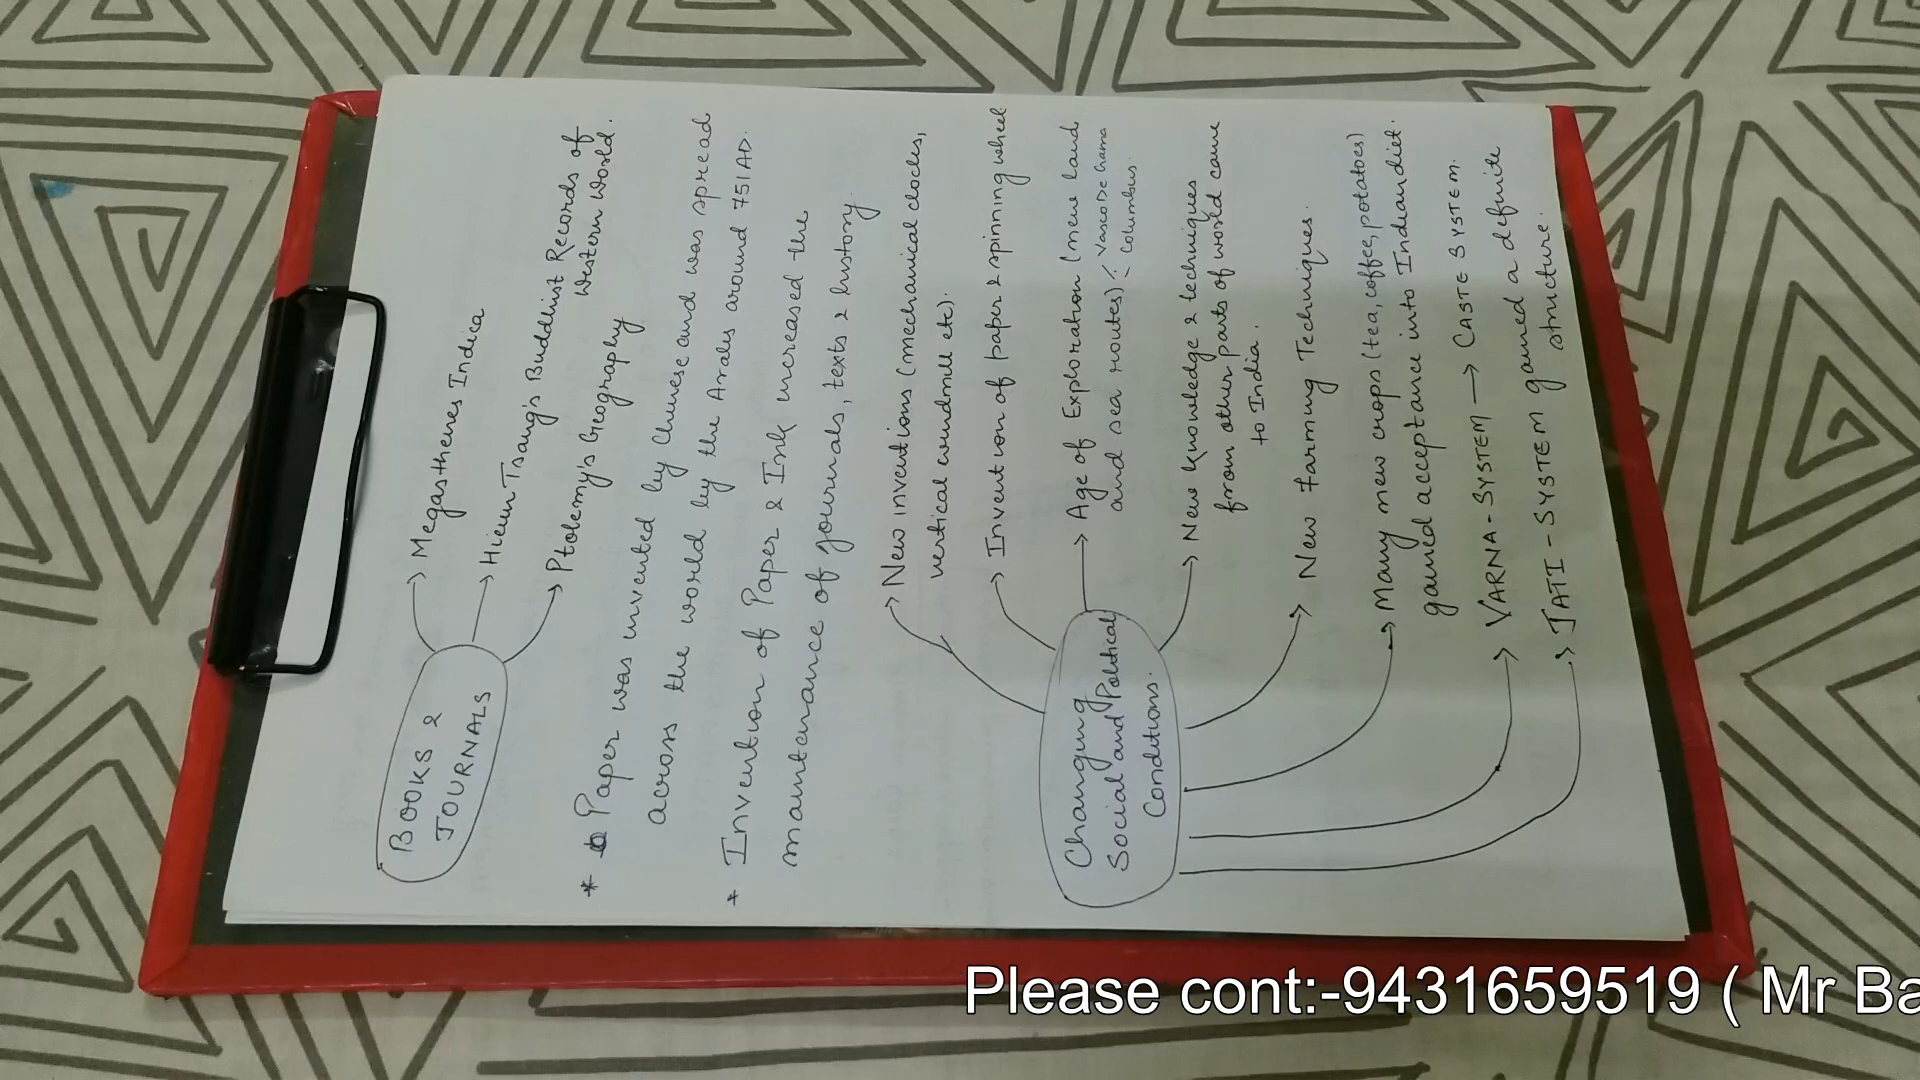 BOOKS &
JOURNALS
Megasthenes Indica
Hieun Tsang's Buddhist Records of
Western World.
Ptolemy's Geography
* Paper was invented by Chinese and was spread
across the world by the Arabs around 751 AD.
* Invention of Paper & Ink increased the
maintenance of journals, texts & history
Changing
Social and Political
Conditions.
New inventions (mechanical clocks,
vertical windmill etc).
Invention of paper & spinning wheel
Age of Exploration (new land
and sea routes)
Vasco De Gama
Columbus.
New knowledge & techniques
from other parts of world came
to India.
New Farming Techniques.
Many new crops (tea, coffee, potatoes)
gained acceptance into Indian diet.
VARNA - SYSTEM → CASTE SYSTEM.
JATI - SYSTEM gained a definite
structure.
Please cont:-9431659519 ( Mr Ba